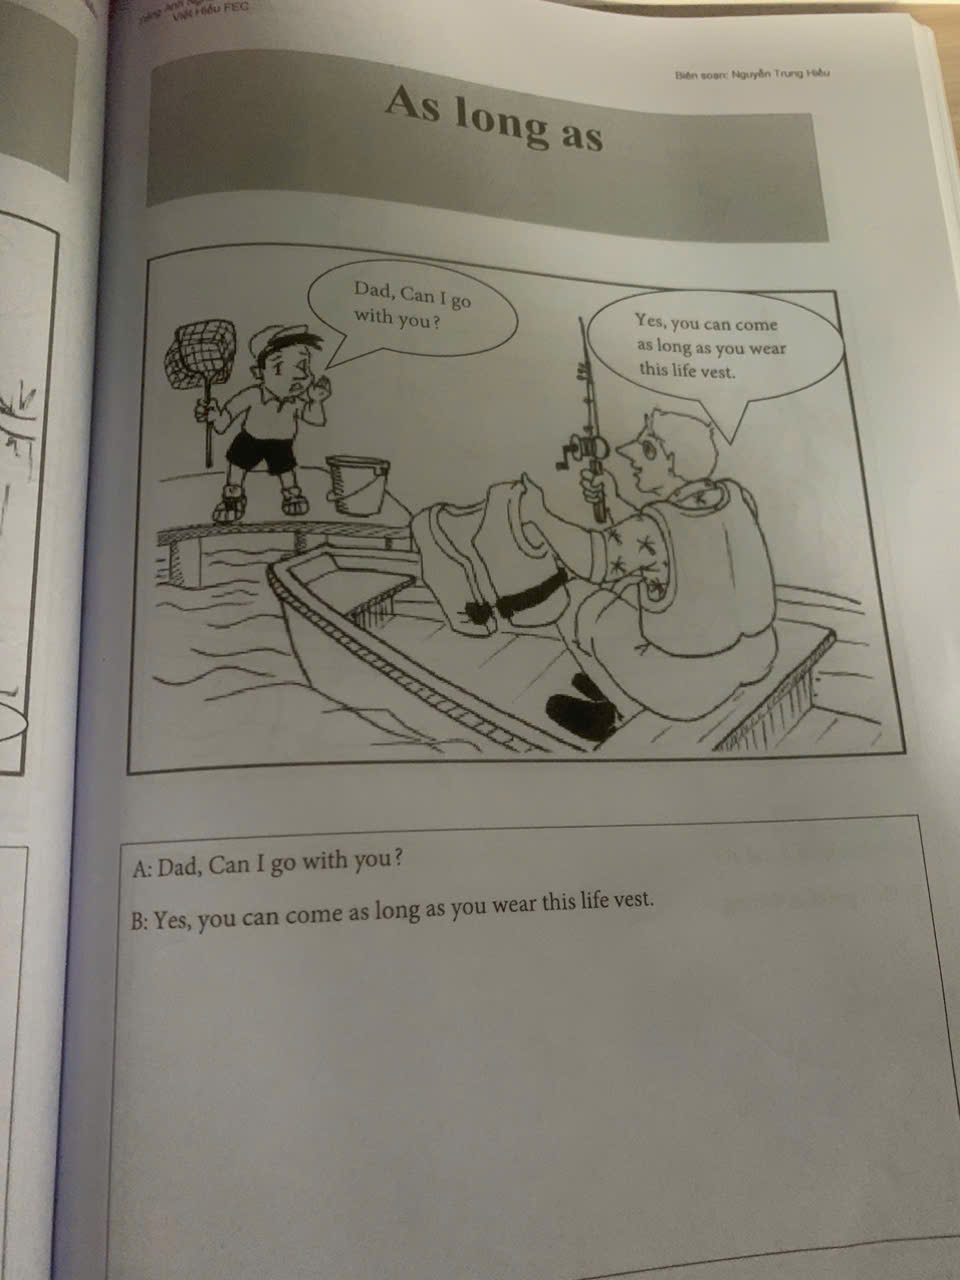 Việt Hiếu FEC
Biên soạn: Nguyễn Trung Hiếu
As long as
Dad, Can I go
with you?
Yes, you can come
as long as you wear
this life vest.
A: Dad, Can I go with you?
B: Yes, you can come as long as you wear this life vest.